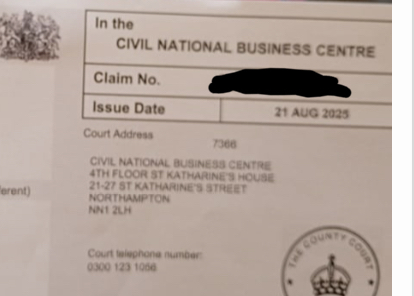 In the
CIVIL NATIONAL BUSINESS CENTRE
Claim No.
Issue Date 21 AUG 2025
Court Address
7366
CIVIL NATIONAL BUSINESS CENTRE
4TH FLOOR ST KATHARINE'S HOUSE
21-27 ST KATHARINE'S STREET
NORTHAMPTON
NN1 2LH
erent)
Court telephone number:
0300 123 1056
THE COUNTY COURT